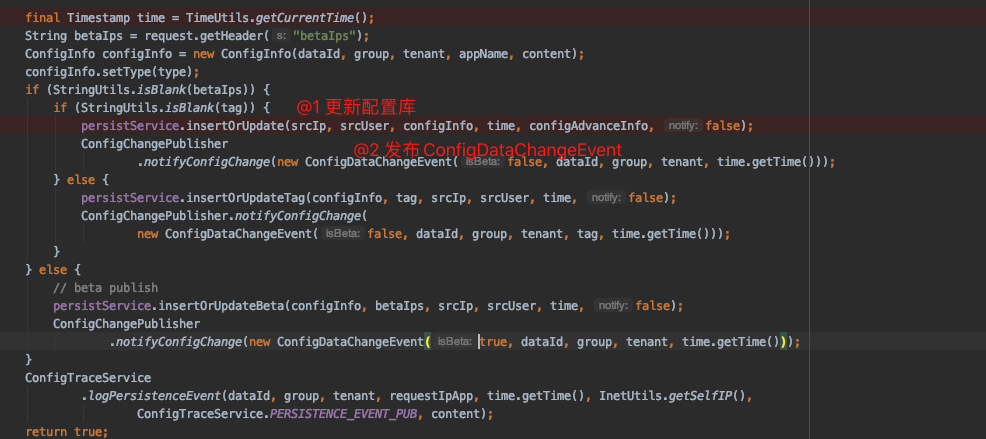 final Timestamp time = TimeUtils.getCurrentTime();
String betaIps = request.getHeader( s: "betaIps");
ConfigInfo configInfo = new ConfigInfo(dataId, group, tenant, appName, content);
configInfo.setType(type);
if (StringUtils.isBlank(betaIps)) {
if (StringUtils.isBlank(tag)) { @1 更新配置库
persistService.insertOrUpdate(srcIp, srcUser, configInfo, time, configAdvanceInfo, notify: false);
ConfigChangePublisher @2 发布 ConfigDataChangeEvent
.notifyConfigChange(new ConfigDataChangeEvent( isBeta: false, dataId, group, tenant, time.getTime()));
} else {
persistService.insertOrUpdateTag(configInfo, tag, srcIp, srcUser, time, notify: false);
ConfigChangePublisher.notifyConfigChange(
new ConfigDataChangeEvent( isBeta: false, dataId, group, tenant, tag, time.getTime()));
}
} else {
// beta publish
persistService.insertOrUpdateBeta(configInfo, betaIps, srcIp, srcUser, time, notify: false);
ConfigChangePublisher
.notifyConfigChange(new ConfigDataChangeEvent( isBeta: true, dataId, group, tenant, time.getTime()));
}
ConfigTraceService
.logPersistenceEvent(dataId, group, tenant, requestIpApp, time.getTime(), InetUtils.getSelfIP(),
ConfigTraceService.PERSISTENCE_EVENT_PUB, content);
return true;